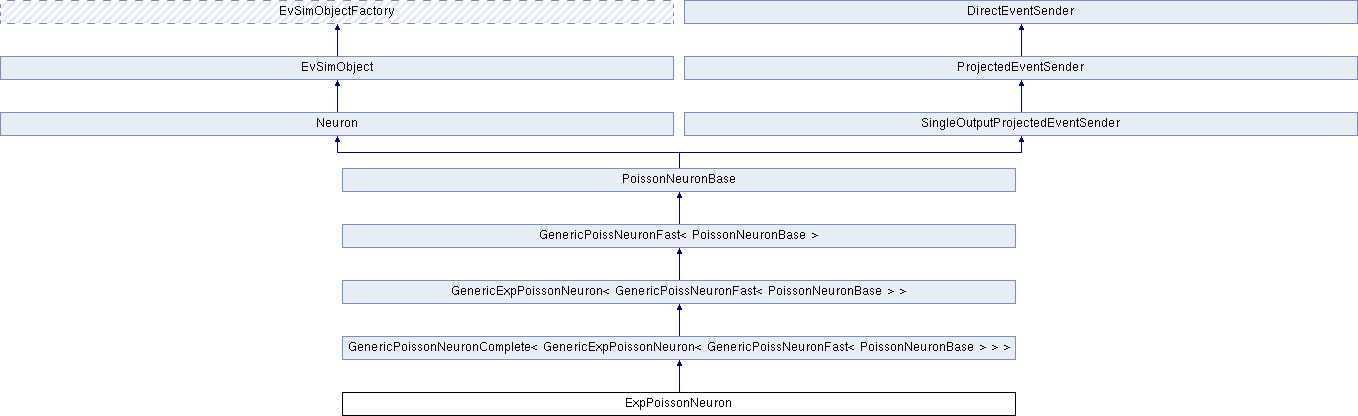 EvSimObjectFactory
DirectEventSender
EvSimObject
ProjectedEventSender
Neuron
SingleOutputProjectedEventSender
PoissonNeuronBase
GenericPoissNeuronFast< PoissonNeuronBase >
GenericExpPoissonNeuron< GenericPoissNeuronFast< PoissonNeuronBase > >
GenericPoissonNeuronComplete< GenericExpPoissonNeuron< GenericPoissNeuronFast< PoissonNeuronBase > > >
ExpPoissonNeuron